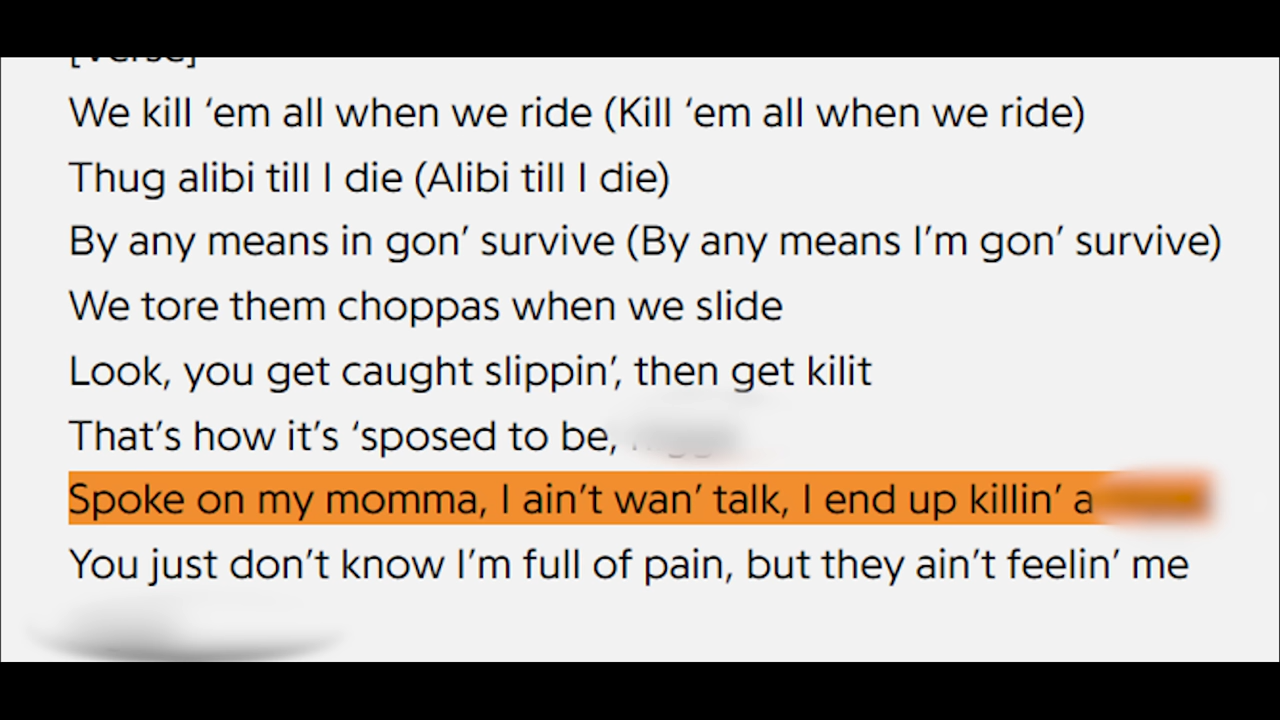 [Verse]
We kill ‘em all when we ride (Kill ‘em all when we ride)
Thug alibi till I die (Alibi till I die)
By any means in gon’ survive (By any means I’m gon’ survive)
We tore them choppas when we slide
Look, you get caught slippin’, then get kilit
That’s how it’s ‘sposed to be,
Spoke on my momma, I ain’t wan’ talk, I end up killin’ a
You just don’t know I’m full of pain, but they ain’t feelin’ me